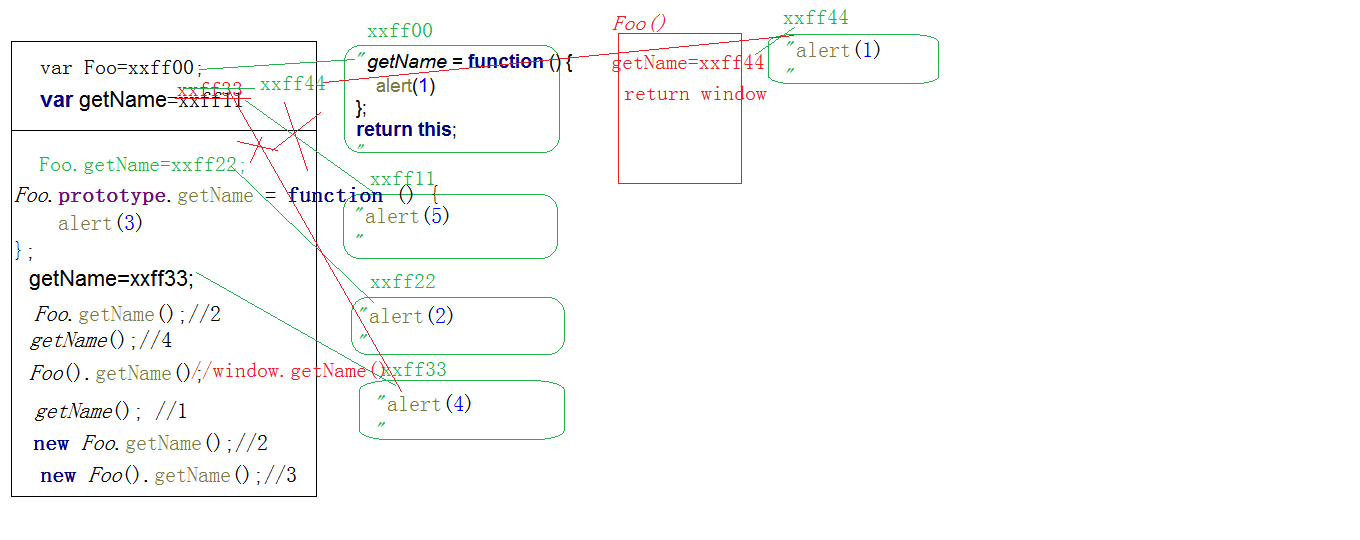 var Foo=xxff00;
var getName=xxff11
xxff33
xxff44
Foo.getName=xxff22;
Foo.prototype.getName = function () {
alert(3)
};
getName=xxff33;
Foo.getName();//2
getName();//4
Foo().getName();//window.getName()
getName(); //1
new Foo.getName();//2
new Foo().getName();//3
xxff00
"getName = function () {
alert(1)
};
return this;
"
xxff11
"alert(5)
"
xxff22
"alert(2)
"
xxff33
"alert(4)
"
Foo()
getName=xxff44
return window
xxff44
"alert(1)
"